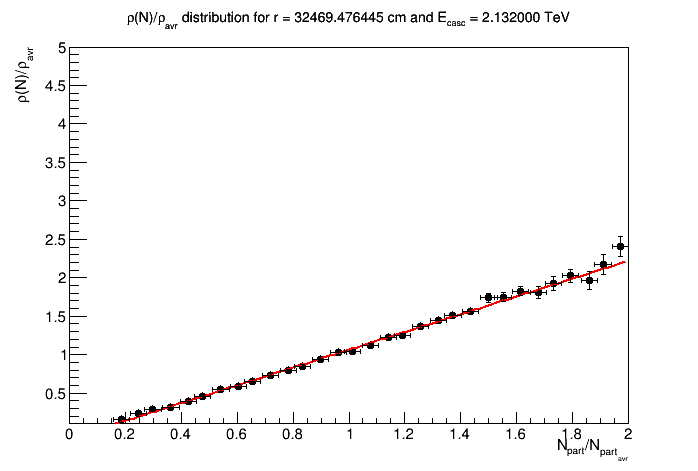 ρ(N)/ρavr distribution for r = 32469.476445 cm and Ecasc = 2.132000 TeV
ρ(N)/ρavr
5
4.5
4
3.5
3
2.5
2
1.5
1
0.5
0 0.2 0.4 0.6 0.8 1 1.2 1.4 1.6 1.8 2
Npart/Npartavr